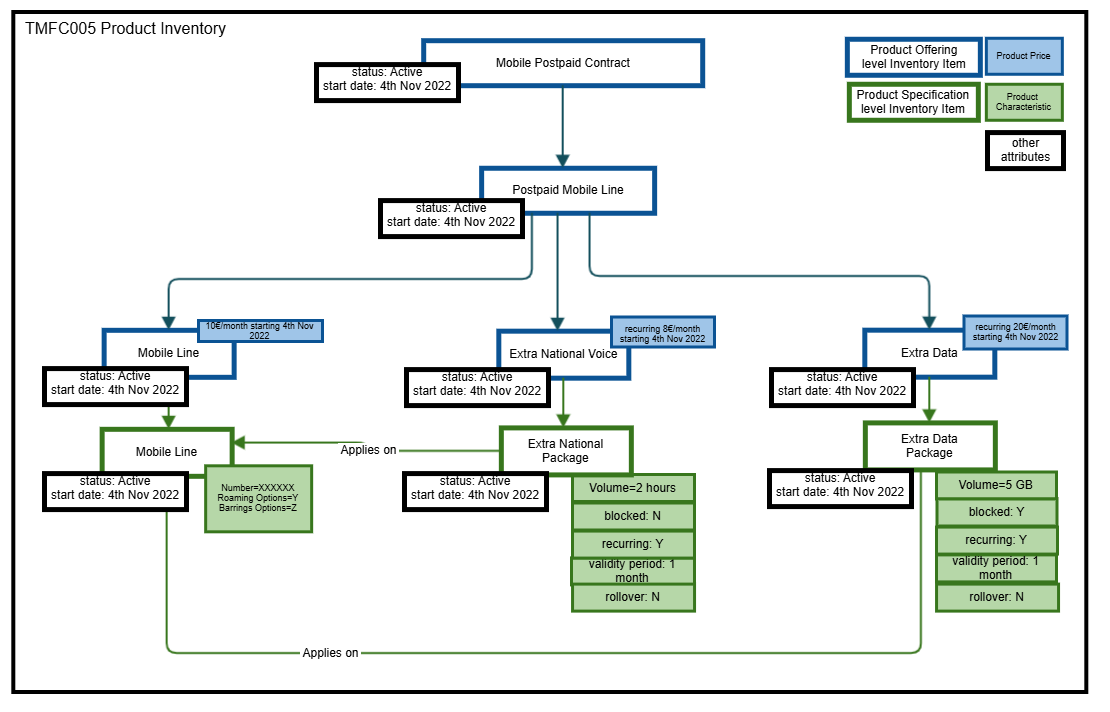 TMFC005 Product Inventory
Mobile Postpaid Contract
status: Active
start date: 4th Nov 2022
Product Offering
level Inventory Item
Product Price
Product Specification
level Inventory Item
Product
Characteristic
other
attributes
Postpaid Mobile Line
status: Active
start date: 4th Nov 2022
10€/month starting 4th Nov
2022
Mobile Line
status: Active
start date: 4th Nov 2022
recurring 8€/month
starting 4th Nov 2022
Extra National Voice
status: Active
start date: 4th Nov 2022
recurring 20€/month
starting 4th Nov 2022
Extra Data
status: Active
start date: 4th Nov 2022
Mobile Line
status: Active
start date: 4th Nov 2022
Number=XXXXXX
Roaming Options=Y
Barrings Options=Z
Applies on
Extra National
Package
status: Active
start date: 4th Nov 2022
Volume=2 hours
blocked: N
recurring: Y
validity period: 1
month
rollover: N
Extra Data
Package
status: Active
start date: 4th Nov 2022
Volume=5 GB
blocked: Y
recurring: Y
validity period: 1
month
rollover: N
Applies on